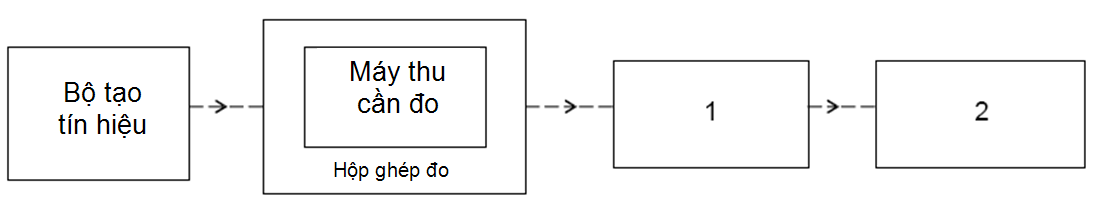 Bộ tạo
tín hiệu
Máy thu
cần đo
Hộp ghép đo
1
2